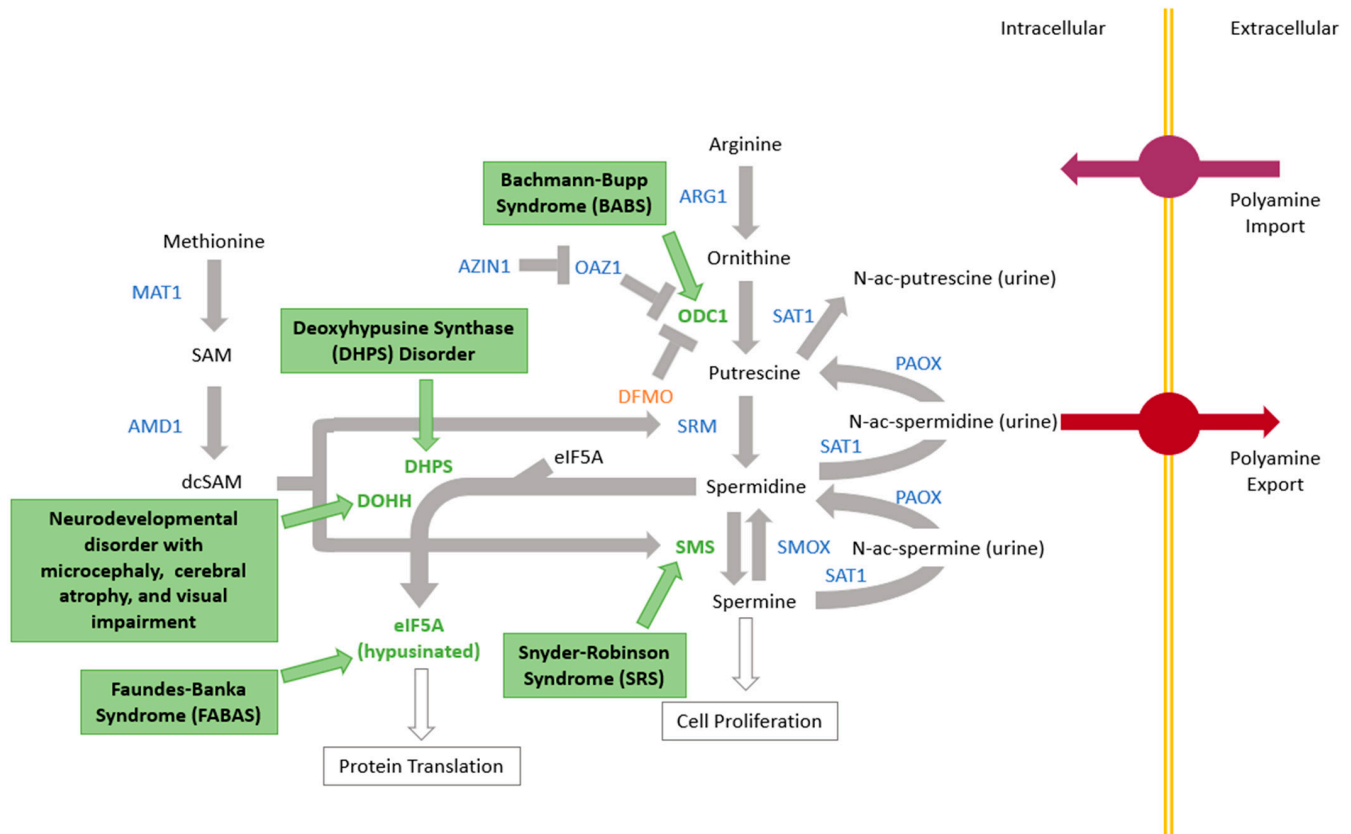 Intracellular
Extracellular
Arginine
Bachmann-Bupp
Syndrome (BABS)
ARG1
Polyamine
Import
Methionine
Ornithine
AZIN1
OAZ1
N-ac-putrescine (urine)
MAT1
ODC1
SAT1
Deoxyhypusine Synthase
(DHPS) Disorder
SAM
Putrescine
PAOX
DFMO
AMD1
SRM
N-ac-spermidine (urine)
SAT1
eIF5A
Polyamine
Export
DHPS
dcSAM
Spermidine
DOHH
PAOX
Neurodevelopmental
disorder with
microcephaly, cerebral
atrophy, and visual
impairment
SMS
SMOX
N-ac-spermine (urine)
SAT1
Spermine
eIF5A
(hypusinated)
Snyder-Robinson
Syndrome (SRS)
Faundes-Banka
Syndrome (FABAS)
Cell Proliferation
Protein Translation